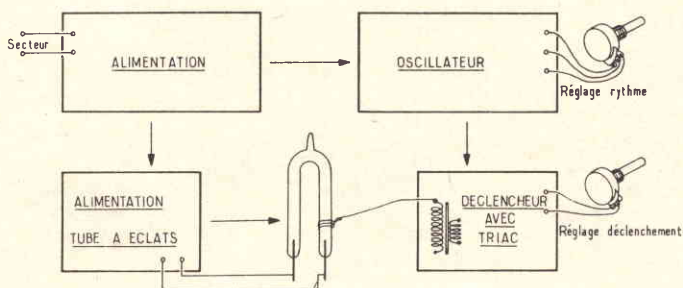 Secteur
ALIMENTATION
OSCILLATEUR
Réglage rythme
ALIMENTATION
TUBE A ECLATS
DECLENCHEUR
AVEC
TRIAC
Réglage déclenchement